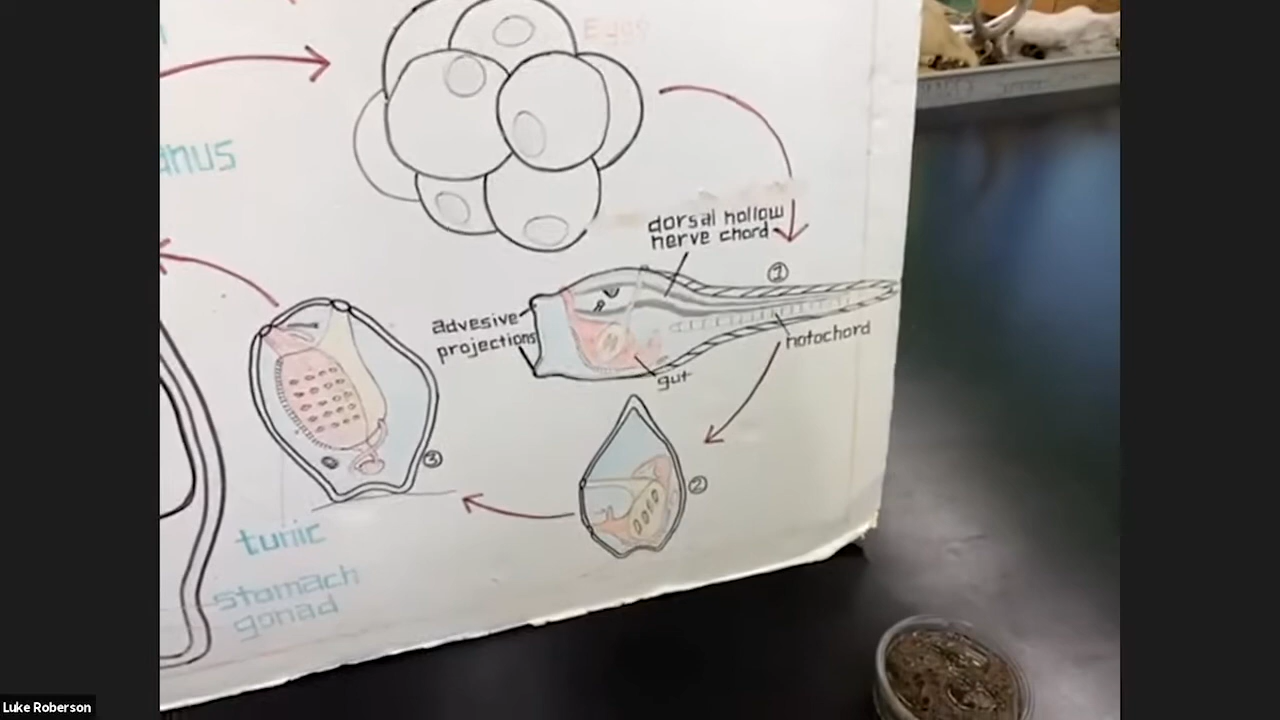 Eggs
anus
dorsal hollow
nerve chord
①
advesive
projections
notochord
gut
③
②
tunic
stomach
gonad
Luke Roberson